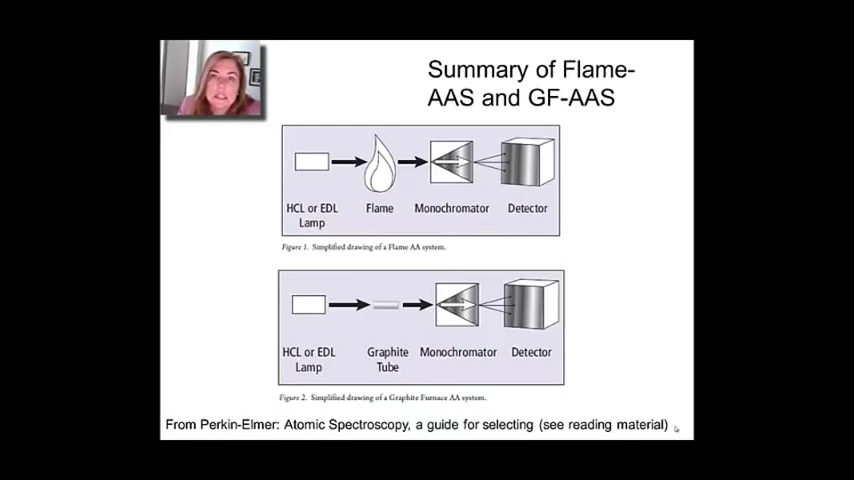 Summary of Flame-
AAS and GF-AAS
HCL or EDL
Lamp
Flame
Monochromator
Detector
Figure 1. Simplified drawing of a Flame AA system.
HCL or EDL
Lamp
Graphite
Tube
Monochromator
Detector
Figure 2. Simplified drawing of a Graphite Furnace AA system.
From Perkin-Elmer: Atomic Spectroscopy, a guide for selecting (see reading material)